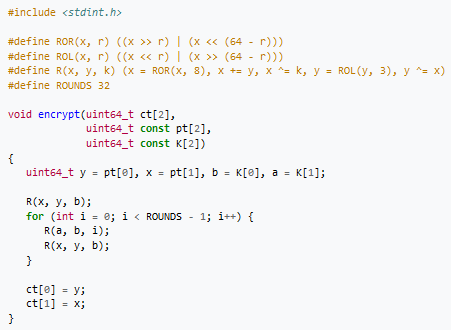 #include <stdint.h>
#define ROR(x, r) ((x >> r) | (x << (64 - r)))
#define ROL(x, r) ((x << r) | (x >> (64 - r)))
#define R(x, y, k) (x = ROR(x, 8), x += y, x ^= k, y = ROL(y, 3), y ^= x)
#define ROUNDS 32
void encrypt(uint64_t ct[2],
uint64_t const pt[2],
uint64_t const K[2])
{
uint64_t y = pt[0], x = pt[1], b = K[0], a = K[1];
R(x, y, b);
for (int i = 0; i < ROUNDS - 1; i++) {
R(a, b, i);
R(x, y, b);
}
ct[0] = y;
ct[1] = x;
}